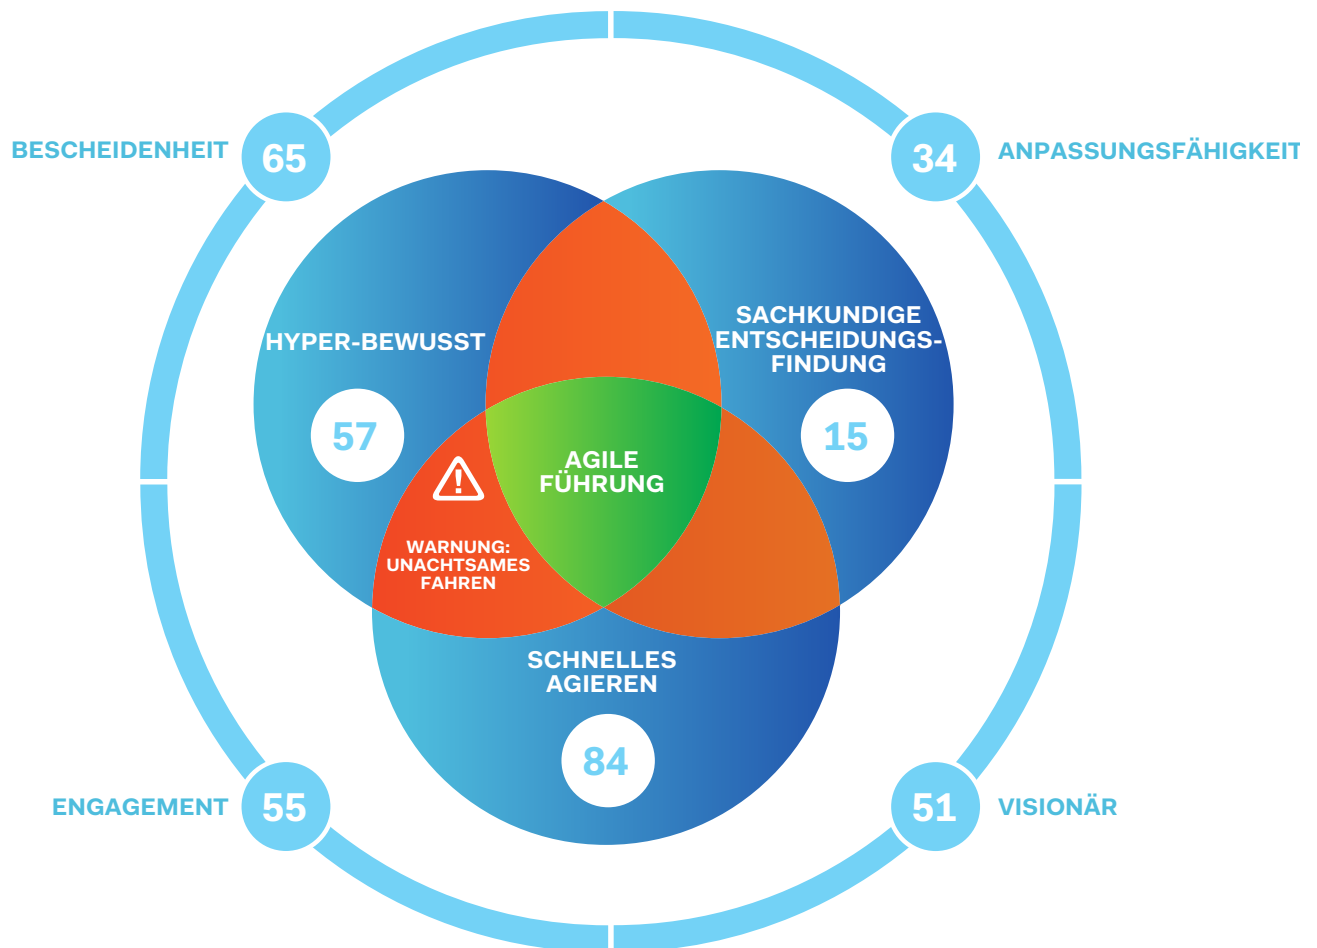 BESCHEIDENHEIT
65
34
ANPASSUNGSFÄHIGKEIT
HYPER-BEWUSST
57
SACHKUNDIGE
ENTSCHEIDUNGS-
FINDUNG
15
AGILE
FÜHRUNG
WARNUNG:
UNACHTSAMES
FAHREN
SCHNELLES
AGIEREN
84
ENGAGEMENT
55
51
VISIONÄR